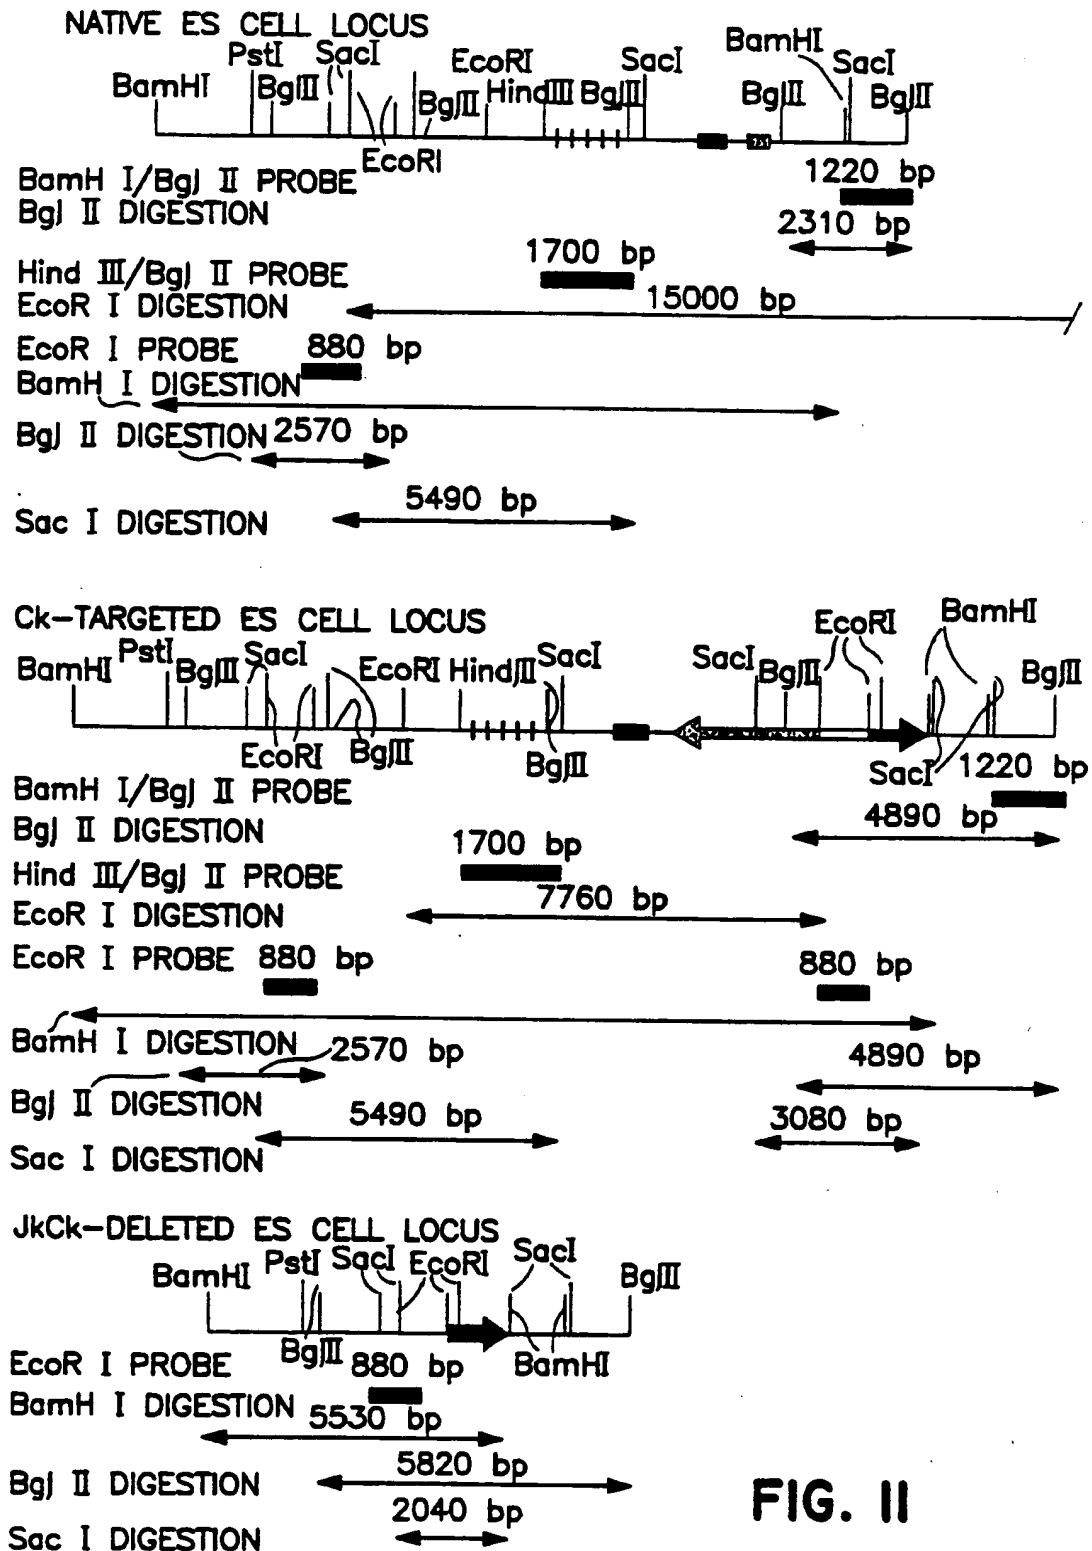 NATIVE ES CELL LOCUS
BamHI PstI BglII SacI EcoRI BglII EcoRI HindIII BglII SacI BglII BamHI SacI BglII
BamH I/Bgl II PROBE 1220 bp
Bgl II DIGESTION 2310 bp
Hind III/Bgl II PROBE 1700 bp
EcoR I DIGESTION 15000 bp
EcoR I PROBE 880 bp
BamH I DIGESTION
Bgl II DIGESTION 2570 bp
Sac I DIGESTION 5490 bp
Ck-TARGETED ES CELL LOCUS
BamHI PstI BglII SacI EcoRI BglII EcoRI HindIII BglII SacI SacI BglII EcoRI BamHI SacI BglII
BamH I/Bgl II PROBE 1220 bp
Bgl II DIGESTION 4890 bp
Hind III/Bgl II PROBE 1700 bp
EcoR I DIGESTION 7760 bp
EcoR I PROBE 880 bp 880 bp
BamH I DIGESTION
Bgl II DIGESTION 2570 bp 4890 bp
Sac I DIGESTION 5490 bp 3080 bp
JkCk-DELETED ES CELL LOCUS
BamHI PstI BglII SacI EcoRI SacI BamHI BglII
EcoR I PROBE 880 bp
BamH I DIGESTION 5530 bp
Bgl II DIGESTION 5820 bp
Sac I DIGESTION 2040 bp
FIG. II